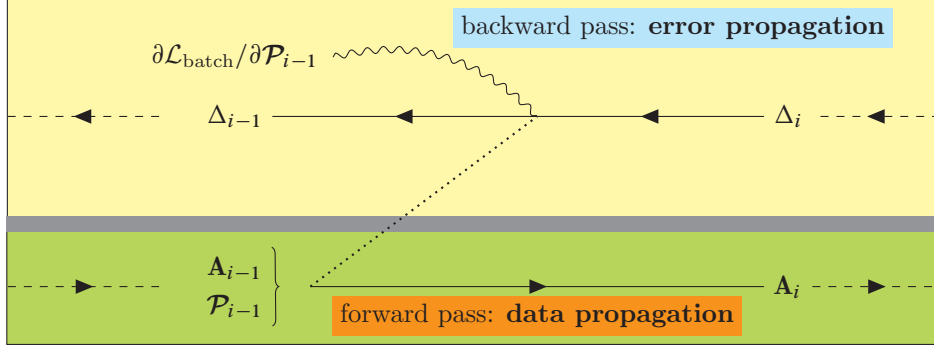 backward pass: error propagation
∂ℒ_batch/∂𝓟_{i−1}
Δ_{i−1} Δ_i
A_{i−1}
𝓟_{i−1}
A_i
forward pass: data propagation